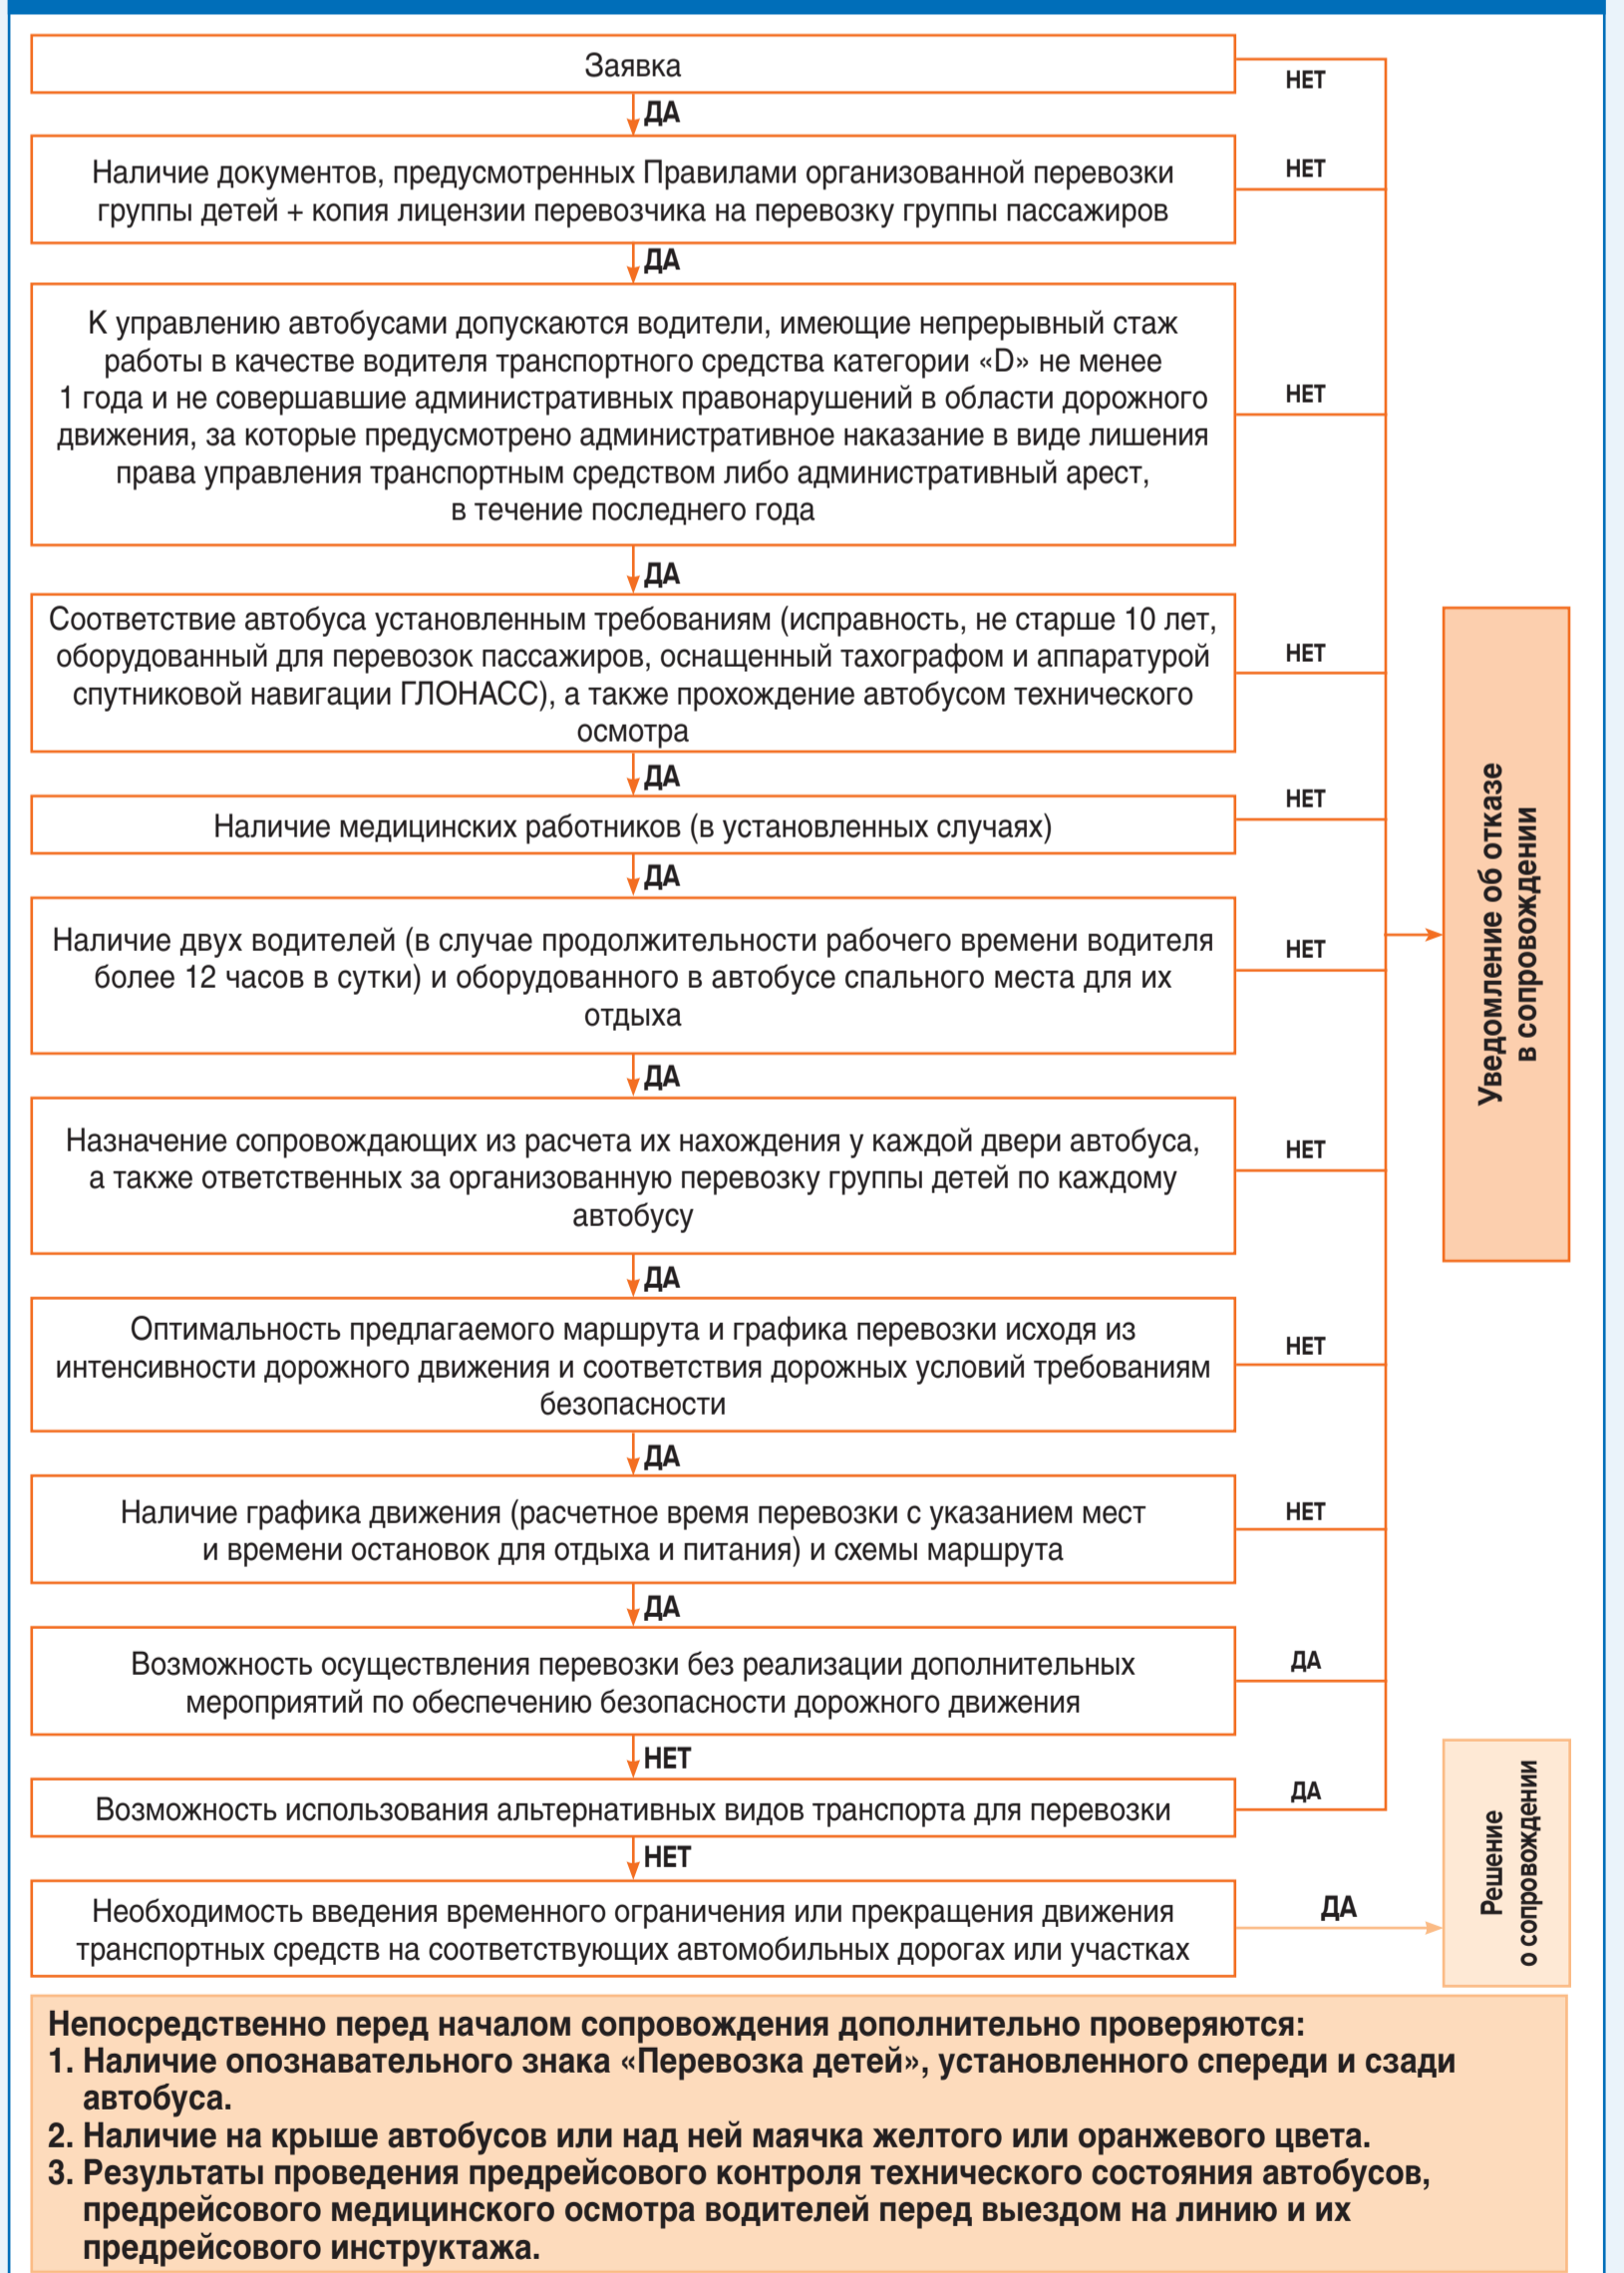 Заявка
НЕТ
ДА
Наличие документов, предусмотренных Правилами организованной перевозки
группы детей + копия лицензии перевозчика на перевозку группы пассажиров
НЕТ
ДА
К управлению автобусами допускаются водители, имеющие непрерывный стаж
работы в качестве водителя транспортного средства категории «D» не менее
1 года и не совершавшие административных правонарушений в области дорожного
движения, за которые предусмотрено административное наказание в виде лишения
права управления транспортным средством либо административный арест,
в течение последнего года
НЕТ
ДА
Соответствие автобуса установленным требованиям (исправность, не старше 10 лет,
оборудованный для перевозок пассажиров, оснащенный тахографом и аппаратурой
спутниковой навигации ГЛОНАСС), а также прохождение автобусом технического
осмотра
НЕТ
ДА
Наличие медицинских работников (в установленных случаях)
НЕТ
ДА
Наличие двух водителей (в случае продолжительности рабочего времени водителя
более 12 часов в сутки) и оборудованного в автобусе спального места для их
отдыха
НЕТ
ДА
Назначение сопровождающих из расчета их нахождения у каждой двери автобуса,
а также ответственных за организованную перевозку группы детей по каждому
автобусу
НЕТ
ДА
Оптимальность предлагаемого маршрута и графика перевозки исходя из
интенсивности дорожного движения и соответствия дорожных условий требованиям
безопасности
НЕТ
ДА
Наличие графика движения (расчетное время перевозки с указанием мест
и времени остановок для отдыха и питания) и схемы маршрута
НЕТ
ДА
Возможность осуществления перевозки без реализации дополнительных
мероприятий по обеспечению безопасности дорожного движения
ДА
НЕТ
Возможность использования альтернативных видов транспорта для перевозки
ДА
НЕТ
Необходимость введения временного ограничения или прекращения движения
транспортных средств на соответствующих автомобильных дорогах или участках
ДА
Уведомление об отказе
в сопровождении
Решение
о сопровождении
Непосредственно перед началом сопровождения дополнительно проверяются:
1. Наличие опознавательного знака «Перевозка детей», установленного спереди и сзади
автобуса.
2. Наличие на крыше автобусов или над ней маячка желтого или оранжевого цвета.
3. Результаты проведения предрейсового контроля технического состояния автобусов,
предрейсового медицинского осмотра водителей перед выездом на линию и их
предрейсового инструктажа.